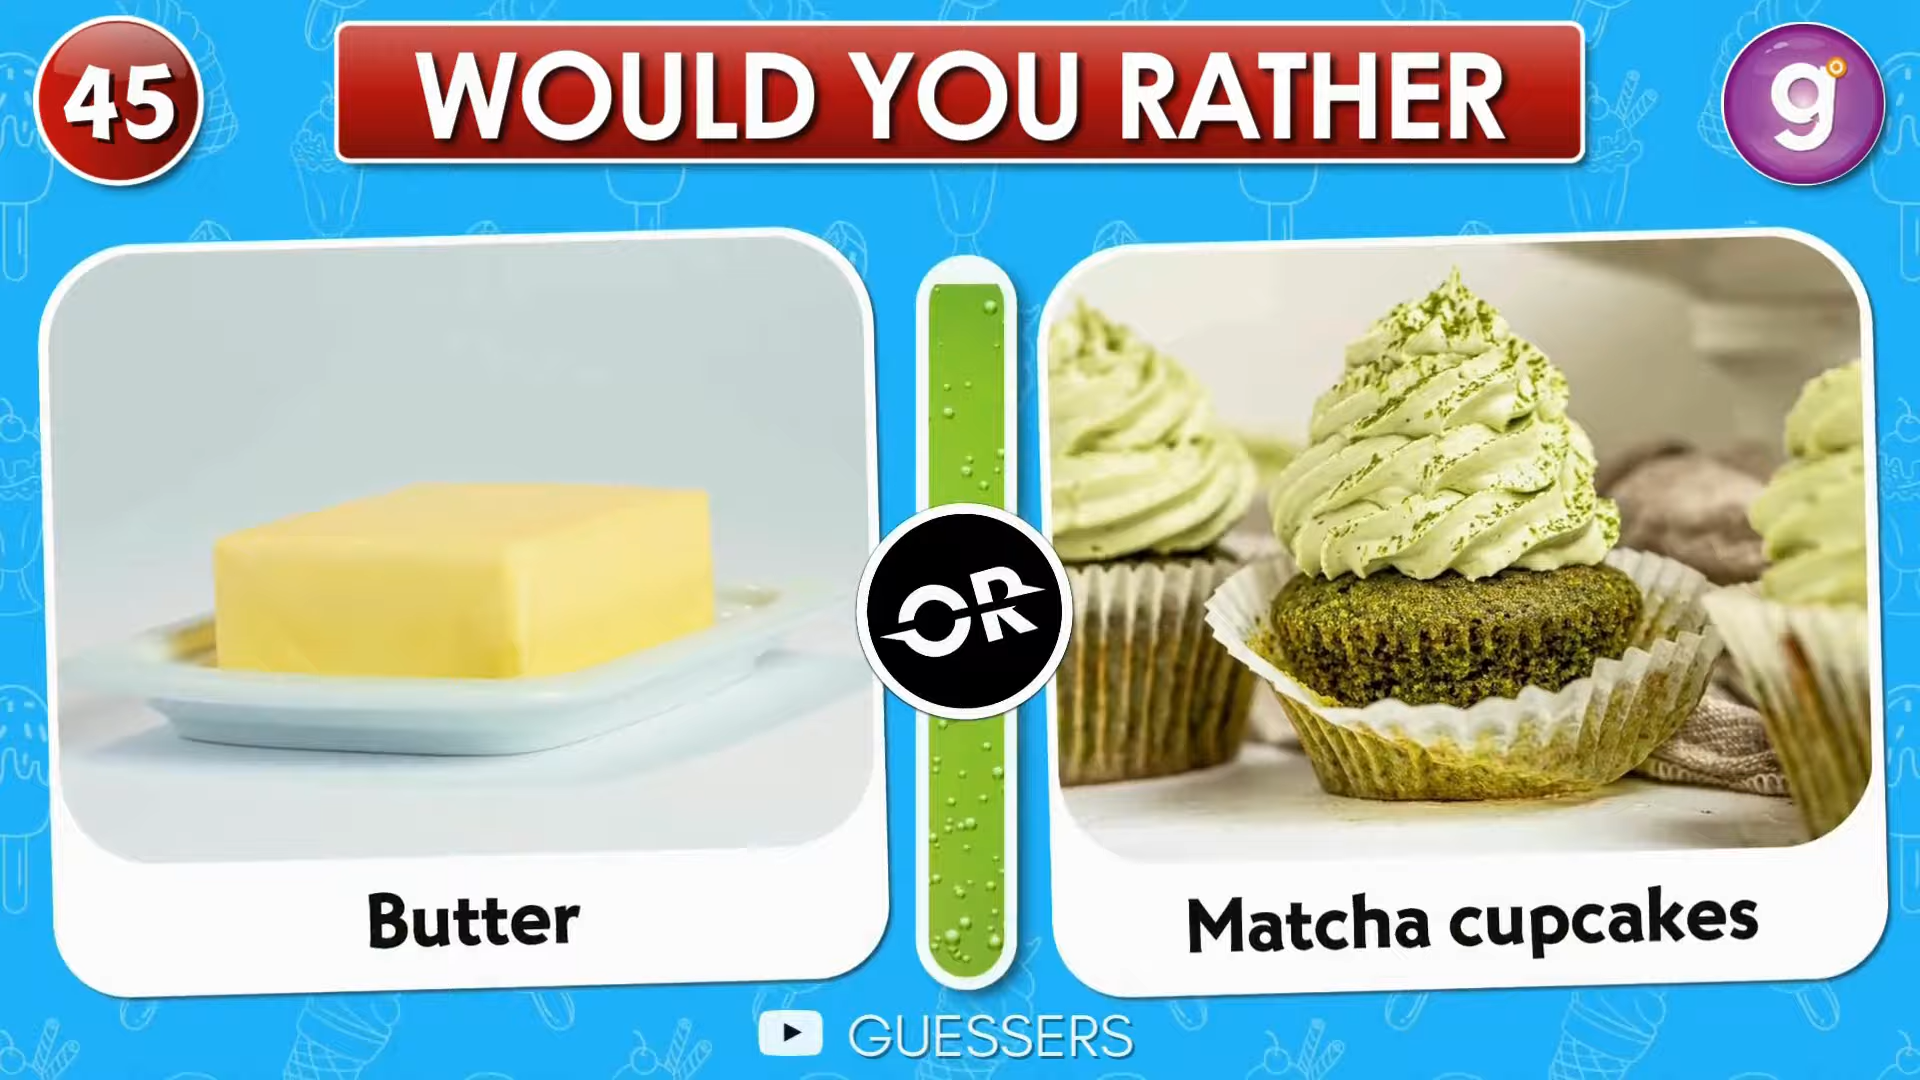 45
WOULD YOU RATHER
g
OR
Butter
Matcha cupcakes
GUESSERS